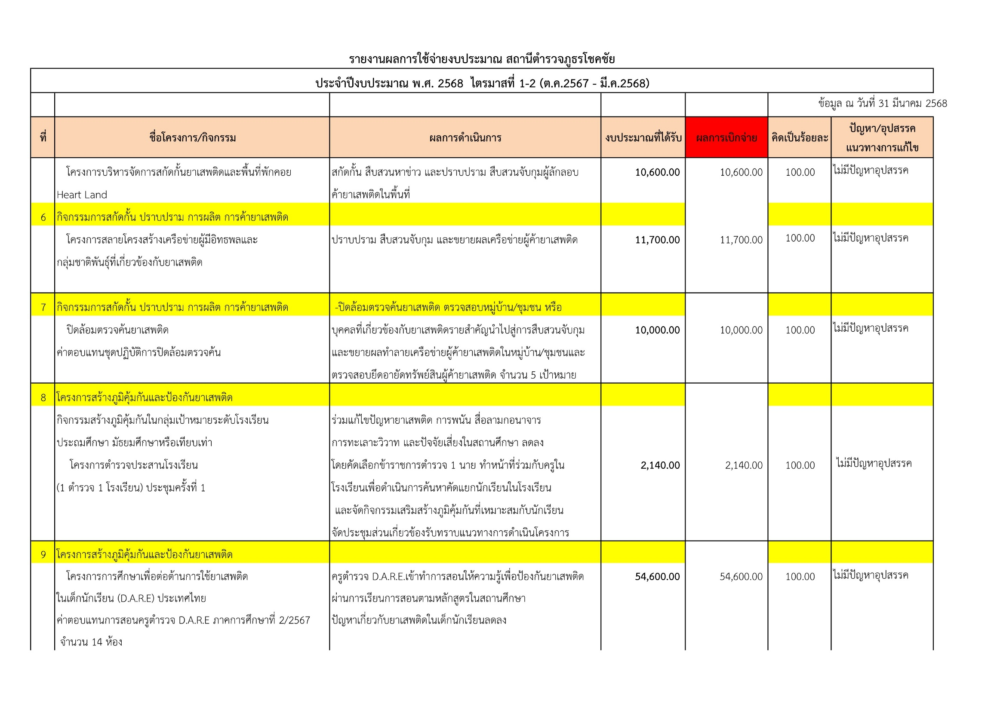 รายงานผลการใช้จ่ายงบประมาณ สถานีตำรวจภูธรโชคชัย
ประจำปีงบประมาณ พ.ศ. 2568 ไตรมาสที่ 1-2 (ต.ค.2567 - มี.ค.2568)
ข้อมูล ณ วันที่ 31 มีนาคม 2568
ที่ ชื่อโครงการ/กิจกรรม ผลการดำเนินการ งบประมาณที่ได้รับ ผลการเบิกจ่าย คิดเป็นร้อยละ ปัญหา/อุปสรรค
แนวทางการแก้ไข
โครงการบริหารจัดการสกัดกั้นยาเสพติดและพื้นที่พักคอย สกัดกั้น สืบสวนหาข่าว และปราบปราม สืบสวนจับกุมผู้ลักลอบ 10,600.00 10,600.00 100.00 ไม่มีปัญหาอุปสรรค
Heart Land ค้ายาเสพติดในพื้นที่
6 กิจกรรมการสกัดกั้น ปราบปราม การผลิต การค้ายาเสพติด
โครงการสลายโครงสร้างเครือข่ายผู้มีอิทธพลและ ปราบปราม สืบสวนจับกุม และขยายผลเครือข่ายผู้ค้ายาเสพติด 11,700.00 11,700.00 100.00 ไม่มีปัญหาอุปสรรค
กลุ่มชาติพันธุ์ที่เกี่ยวข้องกับยาเสพติด
7 กิจกรรมการสกัดกั้น ปราบปราม การผลิต การค้ายาเสพติด -ปิดล้อมตรวจค้นยาเสพติด ตรวจสอบหมู่บ้าน/ชุมชน หรือ
ปิดล้อมตรวจค้นยาเสพติด บุคคลที่เกี่ยวข้องกับยาเสพติดรายสำคัญนำไปสู่การสืบสวนจับกุม 10,000.00 10,000.00 100.00 ไม่มีปัญหาอุปสรรค
ค่าตอบแทนชุดปฏิบัติการปิดล้อมตรวจค้น และขยายผลทำลายเครือข่ายผู้ค้ายาเสพติดในหมู่บ้าน/ชุมชนและ
ตรวจสอบยึดอายัดทรัพย์สินผู้ค้ายาเสพติด จำนวน 5 เป้าหมาย
8 โครงการสร้างภูมิคุ้มกันและป้องกันยาเสพติด
กิจกรรมสร้างภูมิคุ้มกันในกลุ่มเป้าหมายระดับโรงเรียน ร่วมแก้ไขปัญหายาเสพติด การพนัน สื่อลามกอนาจาร
ประถมศึกษา มัธยมศึกษาหรือเทียบเท่า การทะเลาะวิวาท และปัจจัยเสี่ยงในสถานศึกษา ลดลง
โครงการตำรวจประสานโรงเรียน โดยคัดเลือกข้าราชการตำรวจ 1 นาย ทำหน้าที่ร่วมกับครูใน 2,140.00 2,140.00 100.00 ไม่มีปัญหาอุปสรรค
(1 ตำรวจ 1 โรงเรียน) ประชุมครั้งที่ 1 โรงเรียนเพื่อดำเนินการค้นหาคัดแยกนักเรียนในโรงเรียน
และจัดกิจกรรมเสริมสร้างภูมิคุ้มกันที่เหมาะสมกับนักเรียน
จัดประชุมส่วนเกี่ยวข้องรับทราบแนวทางการดำเนินโครงการ
9 โครงการสร้างภูมิคุ้มกันและป้องกันยาเสพติด
โครงการการศึกษาเพื่อต่อต้านการใช้ยาเสพติด ครูตำรวจ D.A.R.E.เข้าทำการสอนให้ความรู้เพื่อป้องกันยาเสพติด 54,600.00 54,600.00 100.00 ไม่มีปัญหาอุปสรรค
ในเด็กนักเรียน (D.A.R.E) ประเทศไทย ผ่านการเรียนการสอนตามหลักสูตรในสถานศึกษา
ค่าตอบแทนการสอนครูตำรวจ D.A.R.E ภาคการศึกษาที่ 2/2567 ปัญหาเกี่ยวกับยาเสพติดในเด็กนักเรียนลดลง
จำนวน 14 ห้อง